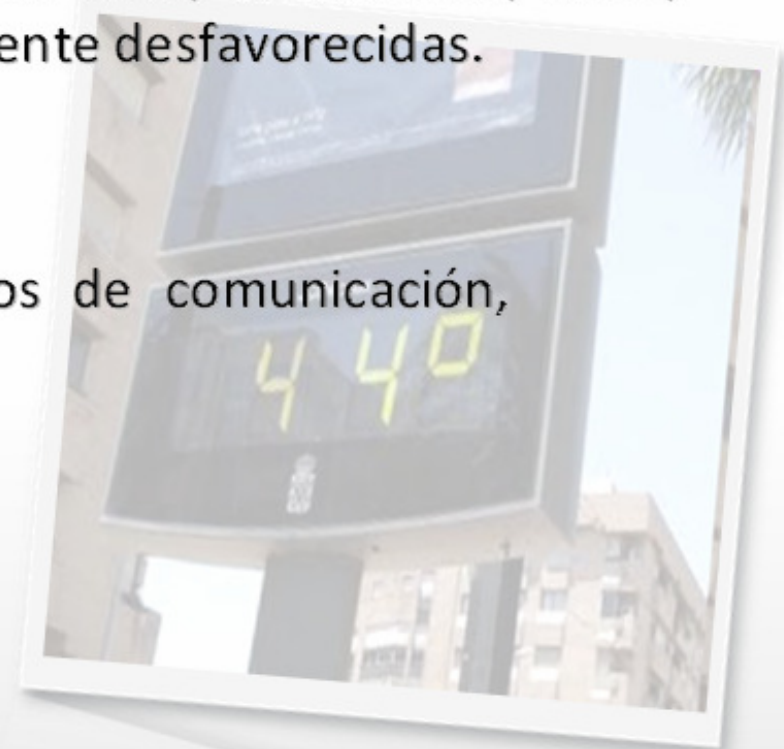 ente desfavorecidas.
os de comunicación,
44º